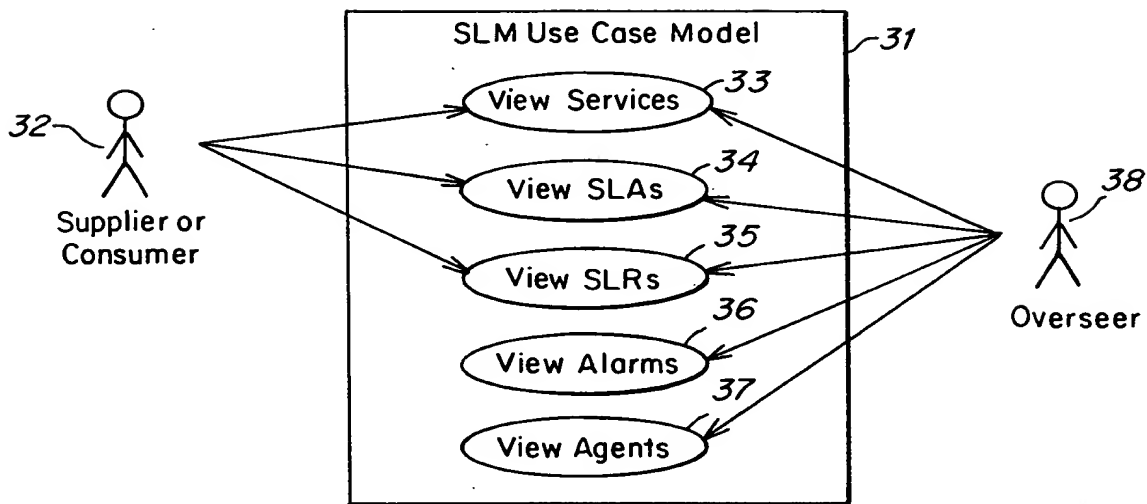 SLM Use Case Model
31
View Services
33
32
Supplier or
Consumer
View SLAs
34
View SLRs
35
View Alarms
36
View Agents
37
38
Overseer